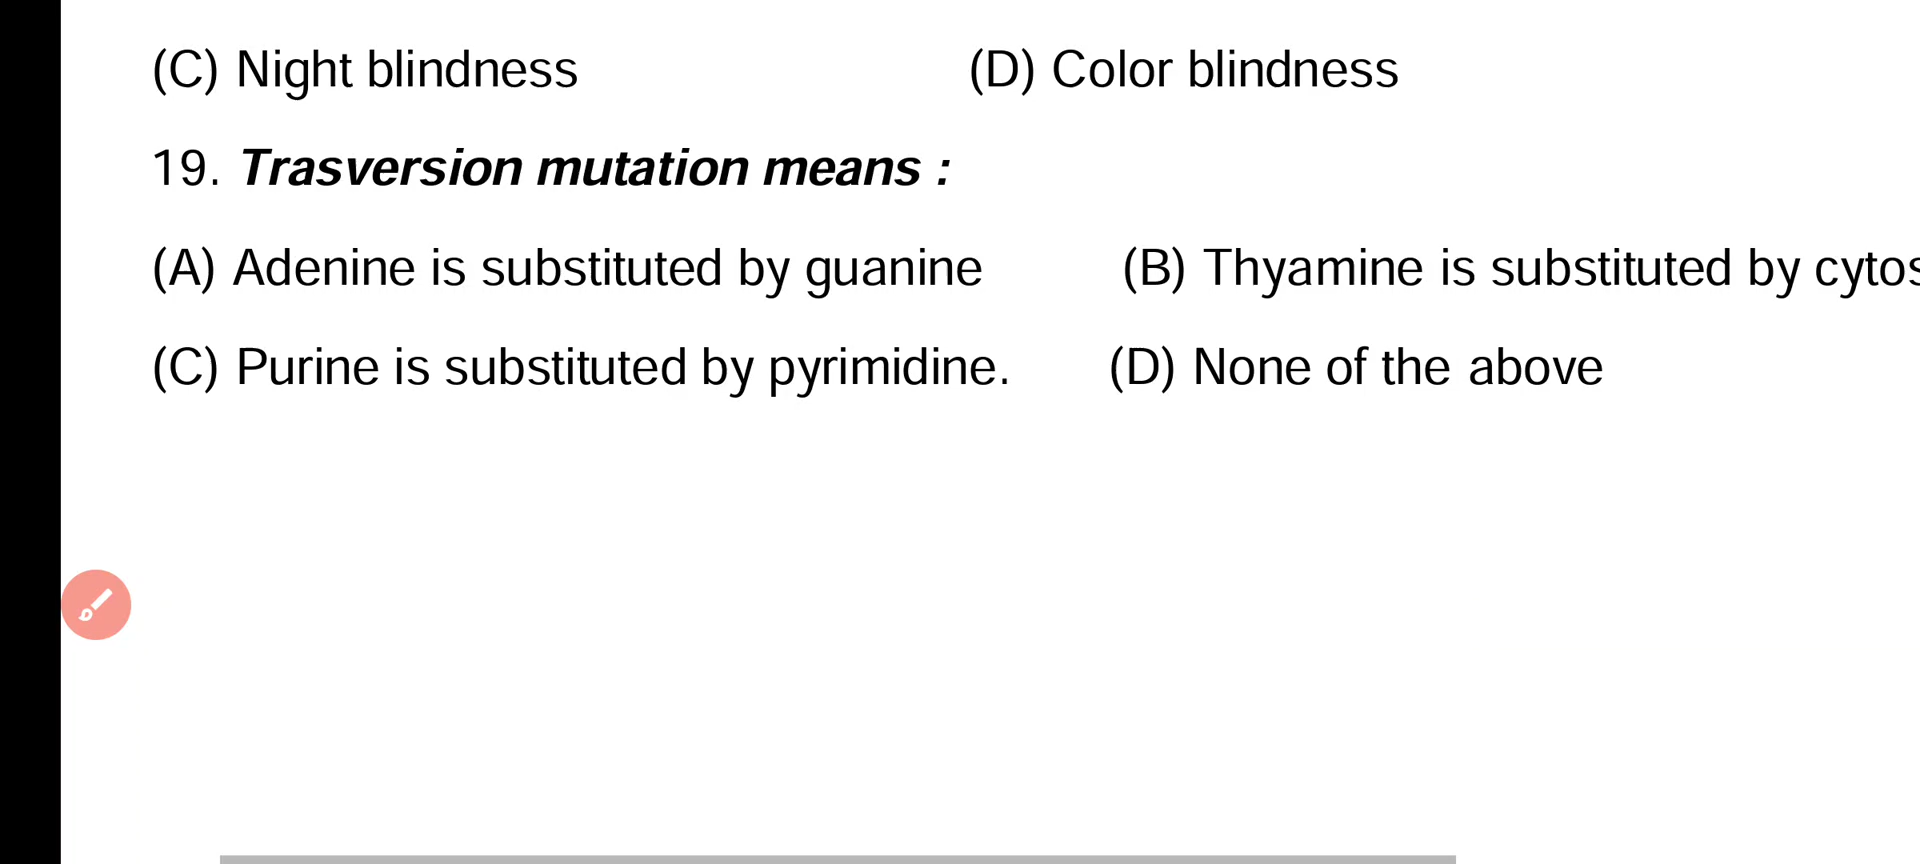 (C) Night blindness (D) Color blindness
19. Trasversion mutation means :
(A) Adenine is substituted by guanine (B) Thyamine is substituted by
(C) Purine is substituted by pyrimidine. (D) None of the above